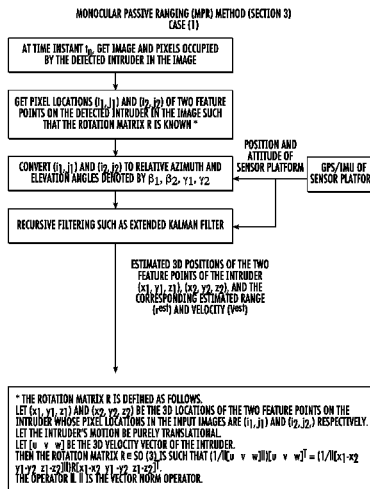 MONOCULAR PASSIVE RANGING (MPR) METHOD (SECTION 3)
CASE {1}
AT TIME INSTANT tn, GET IMAGE AND PIXELS OCCUPIED
BY THE DETECTED INTRUDER IN THE IMAGE
GET PIXEL LOCATIONS (i1, j1) AND (i2, j2) OF TWO FEATURE
POINTS ON THE DETECTED INTRUDER IN THE IMAGE SUCH
THAT THE ROTATION MATRIX R IS KNOWN *
POSITION AND
ATTITUDE OF
SENSOR PLATFORM
CONVERT (i1, j1) AND (i2, j2) TO RELATIVE AZIMUTH AND
ELEVATION ANGLES DENOTED BY β1, β2, γ1, γ2
GPS/IMU OF
SENSOR PLATFORM
RECURSIVE FILTERING SUCH AS EXTENDED KALMAN FILTER
ESTIMATED 3D POSITIONS OF THE TWO
FEATURE POINTS OF THE INTRUDER
(x1, y1, z1), (x2, y2, z2), AND THE
CORRESPONDING ESTIMATED RANGE
(rest) AND VELOCITY (Vest)
* THE ROTATION MATRIX R IS DEFINED AS FOLLOWS.
LET (x1, y1, z1) AND (x2, y2, z2) BE THE 3D LOCATIONS OF THE TWO FEATURE POINTS ON THE
INTRUDER WHOSE PIXEL LOCATIONS IN THE INPUT IMAGES ARE (i1,j1) AND (i2,j2,) RESPECTIVELY.
LET THE INTRUDER'S MOTION BE PURELY TRANSLATIONAL.
LET [u v w] BE THE 3D VELOCITY VECTOR OF THE INTRUDER.
THEN THE ROTATION MATRIX R ∈ SO (3) IS SUCH THAT (1/||[u v w]||)[u v w]T = (1/||[x1-x2
y1-y2 z1-z2]||)R[x1-x2 y1-y2 z1-z2]T.
THE OPERATOR ||. || IS THE VECTOR NORM OPERATOR.